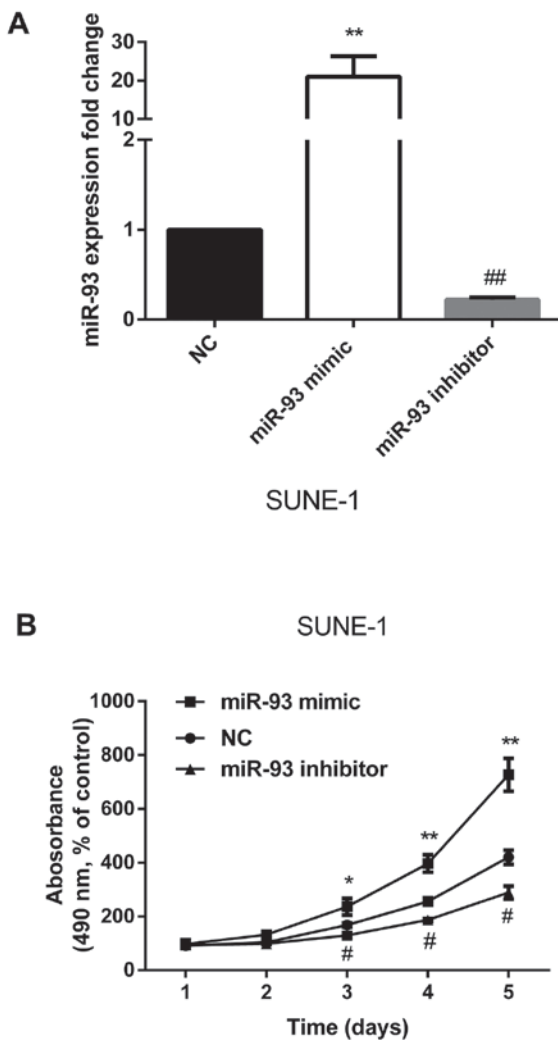 A
miR-93 expression fold change
30
20
10
2
1
0
**
##
NC
miR-93 mimic
miR-93 inhibitor
SUNE-1
B
SUNE-1
Abosorbance
(490 nm, % of control)
1000
800
600
400
200
0
miR-93 mimic
NC
miR-93 inhibitor
*
**
**
#
#
#
1 2 3 4 5
Time (days)